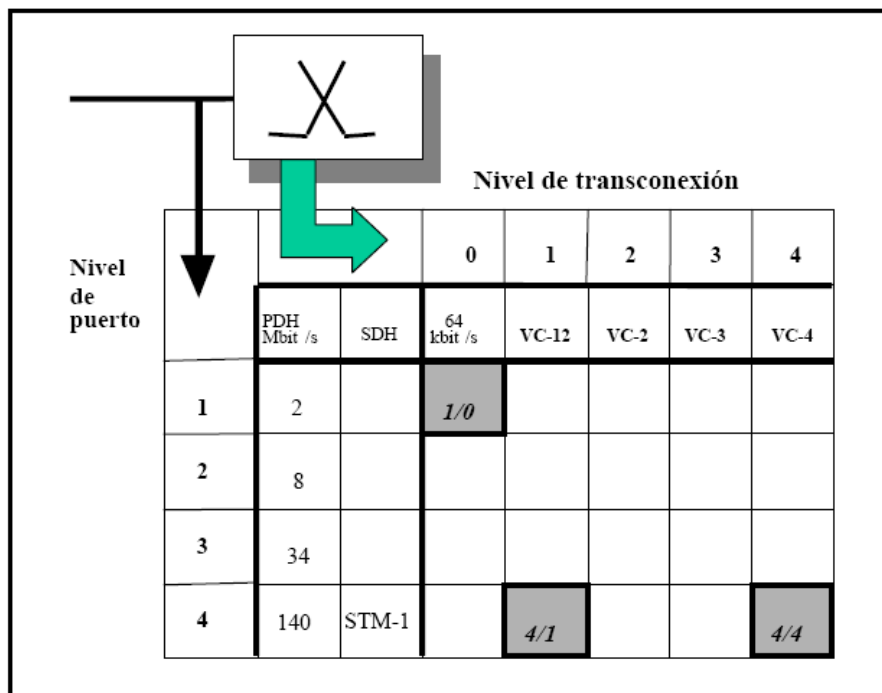 Nivel de transconexión
Nivel
de
puerto
0 1 2 3 4
PDH
Mbit /s
SDH
64
kbit /s
VC-12
VC-2
VC-3
VC-4
1 2 1/0
2 8
3 34
4 140 STM-1 4/1 4/4